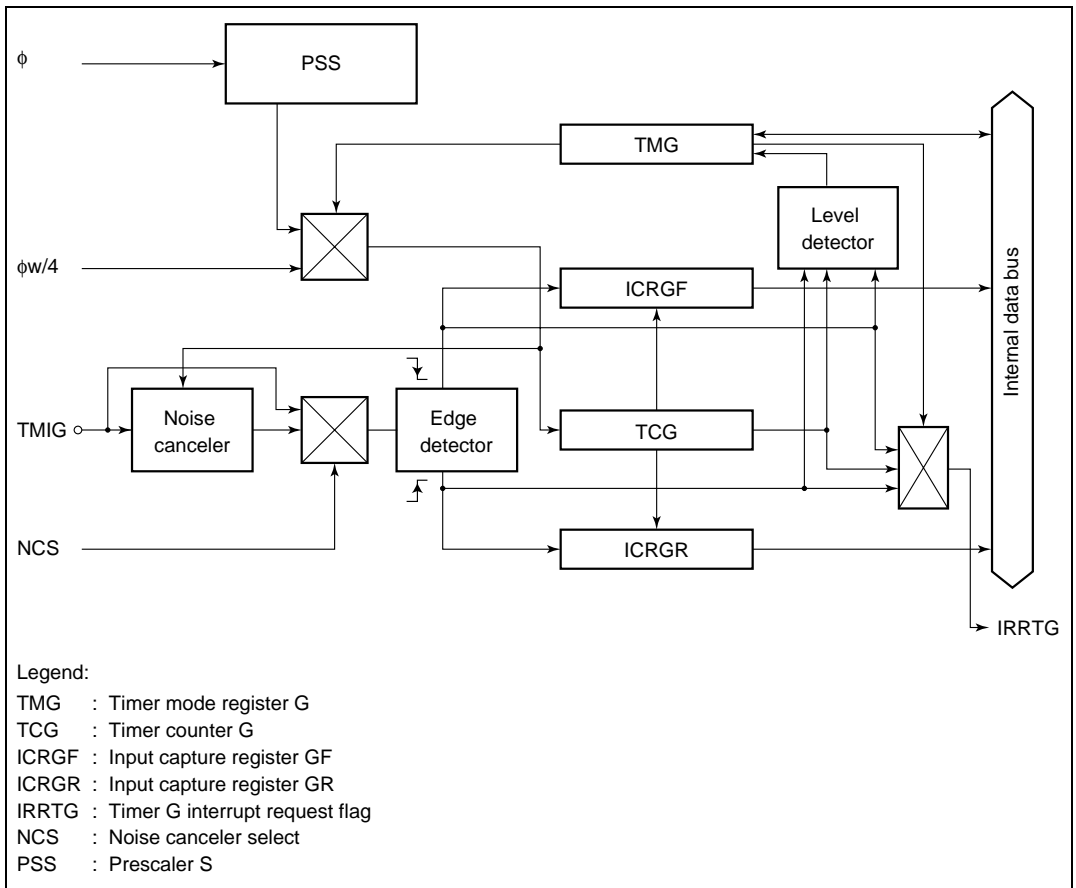 ϕ
PSS
TMG
Level
detector
ϕw/4
ICRGF
Internal data bus
TMIG
Noise
canceler
Edge
detector
TCG
NCS
ICRGR
IRRTG
Legend:
TMG : Timer mode register G
TCG : Timer counter G
ICRGF : Input capture register GF
ICRGR : Input capture register GR
IRRTG : Timer G interrupt request flag
NCS : Noise canceler select
PSS : Prescaler S